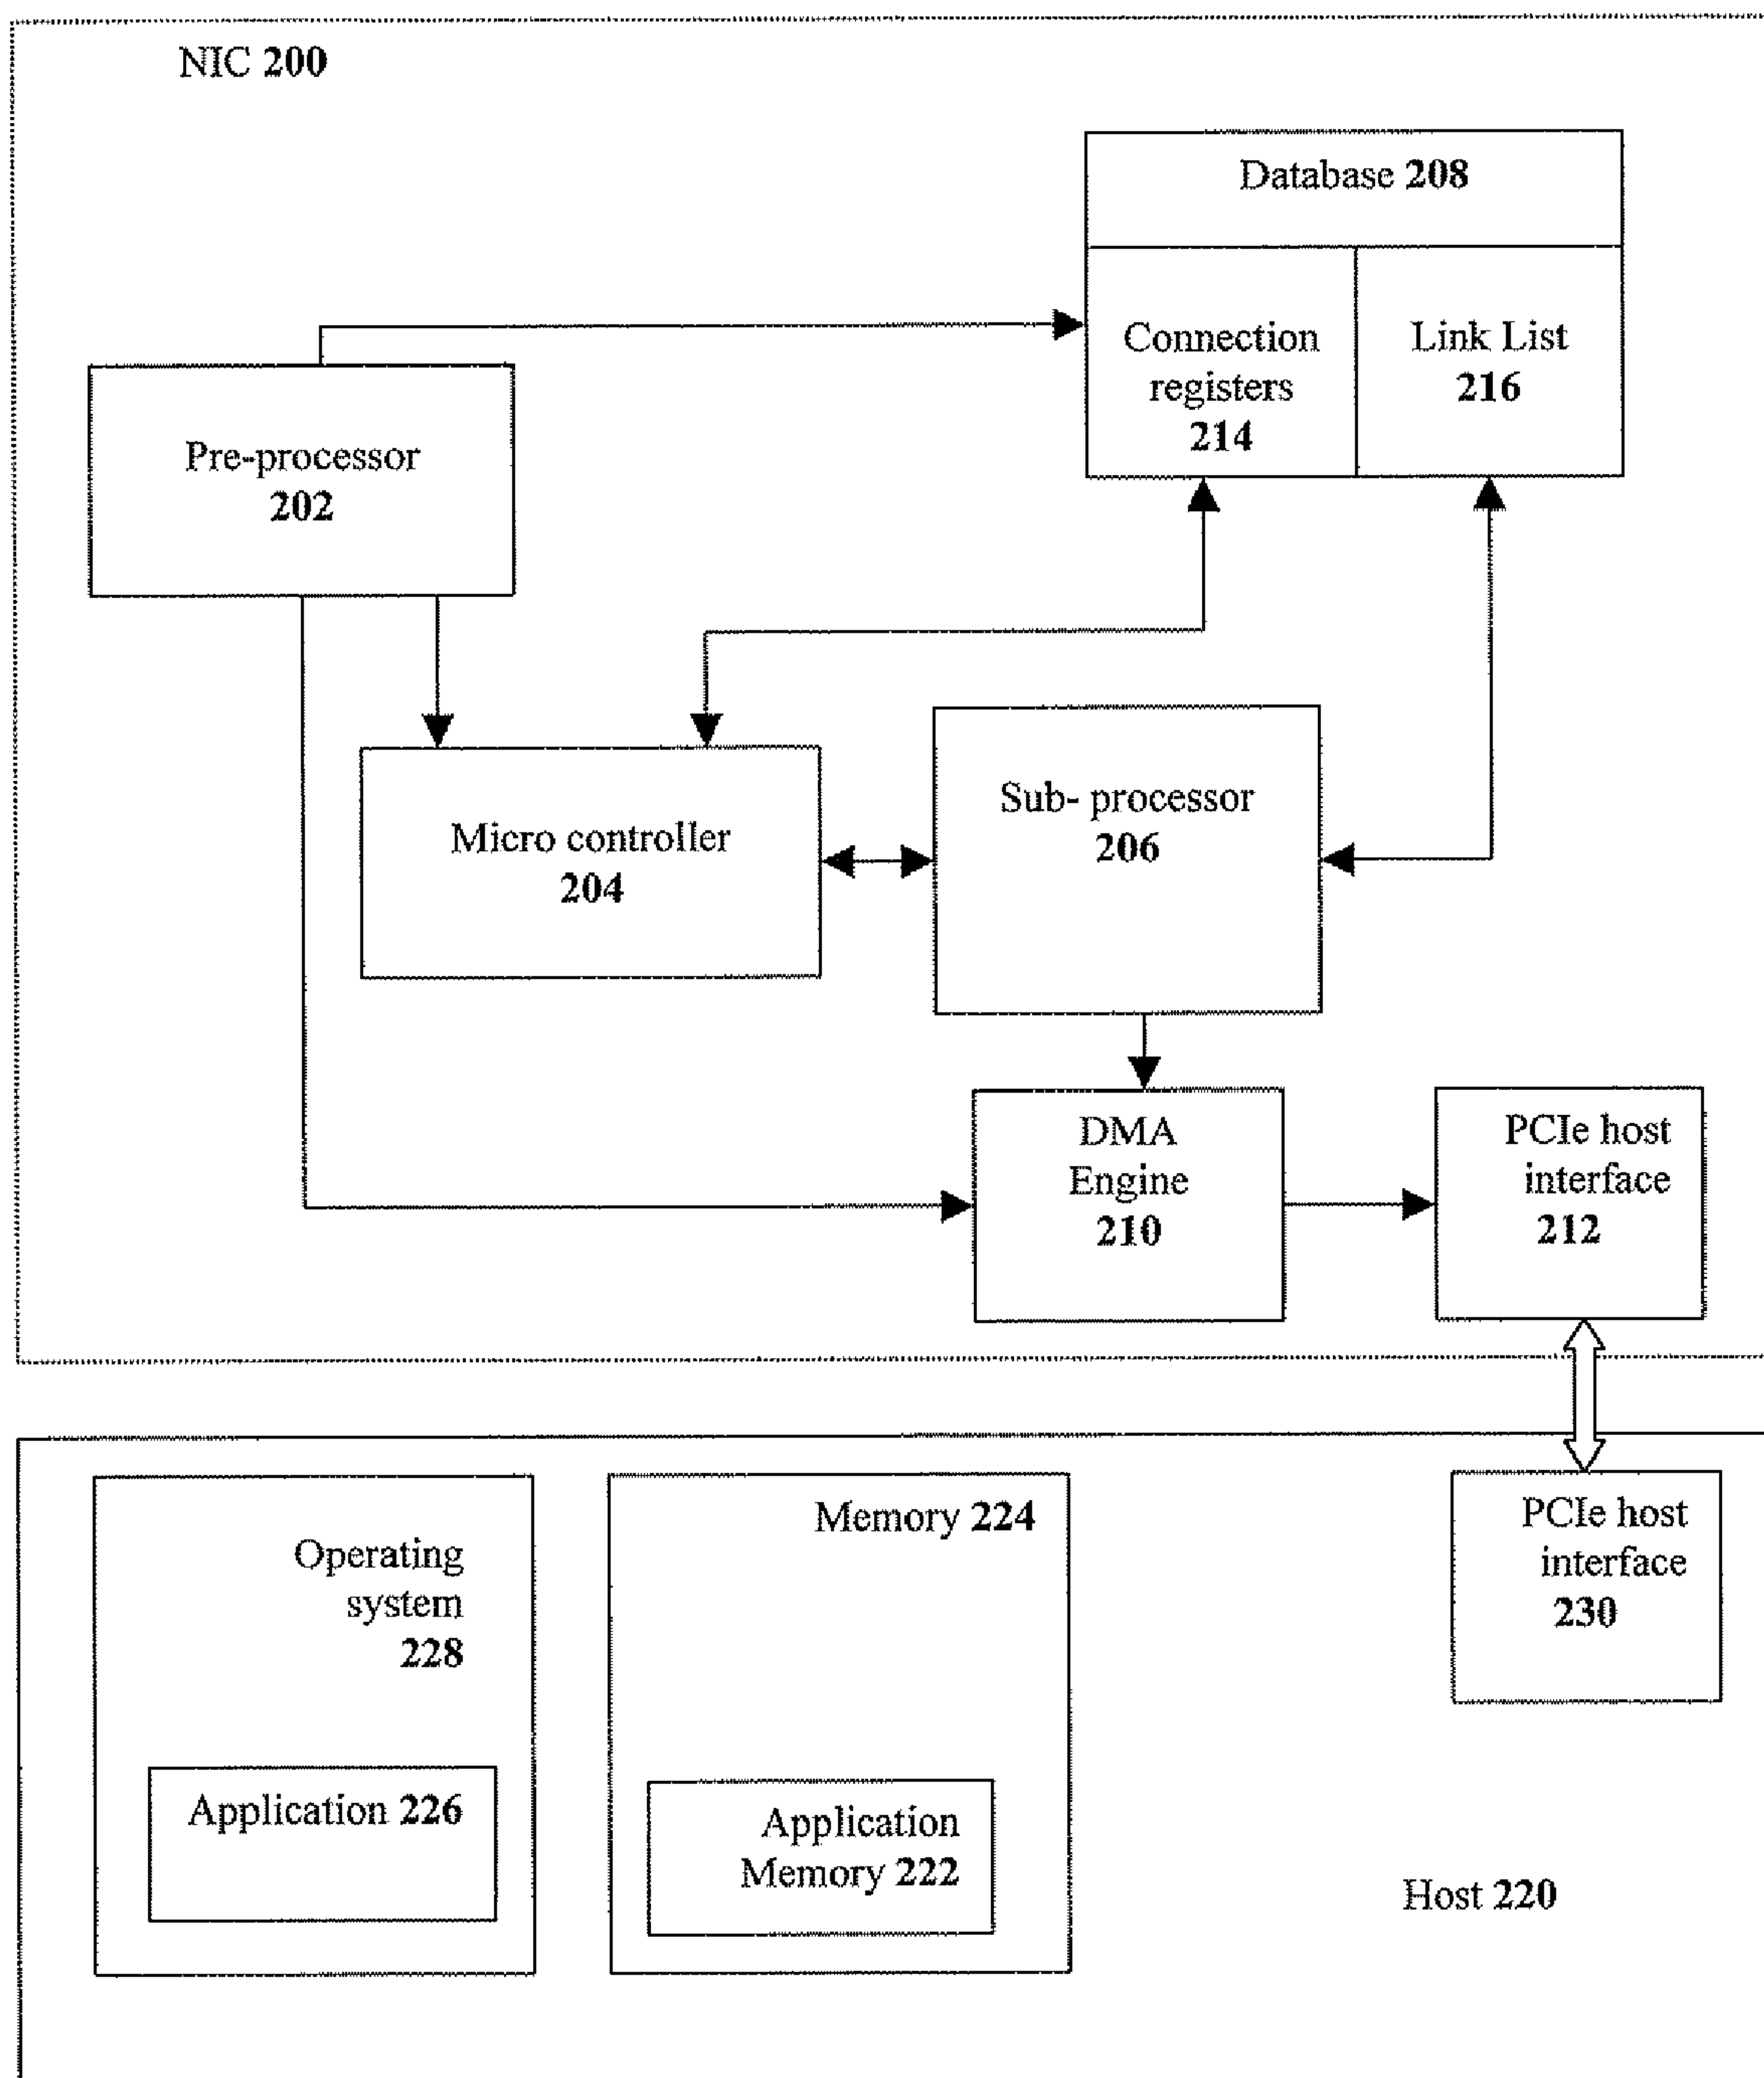 NIC 200
Database 208
Connection
registers
214
Link List
216
Pre-processor
202
Micro controller
204
Sub- processor
206
DMA
Engine
210
PCIe host
interface
212
Operating
system
228
Application 226
Memory 224
Application
Memory 222
PCIe host
interface
230
Host 220